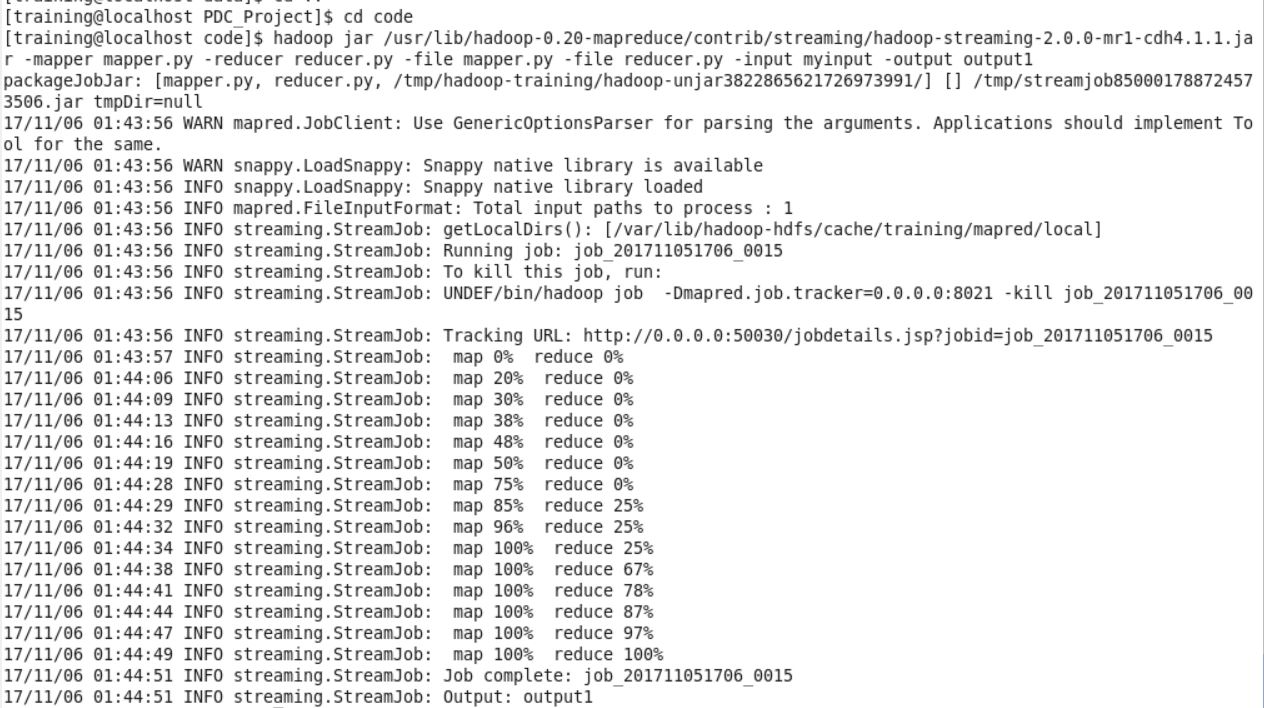 [training@localhost PDC_Project]$ cd code
[training@localhost code]$ hadoop jar /usr/lib/hadoop-0.20-mapreduce/contrib/streaming/hadoop-streaming-2.0.0-mr1-cdh4.1.1.ja
r -mapper mapper.py -reducer reducer.py -file mapper.py -file reducer.py -input myinput -output output1
packageJobJar: [mapper.py, reducer.py, /tmp/hadoop-training/hadoop-unjar3822865621726973991/] [] /tmp/streamjob85000178872457
3506.jar tmpDir=null
17/11/06 01:43:56 WARN mapred.JobClient: Use GenericOptionsParser for parsing the arguments. Applications should implement To
ol for the same.
17/11/06 01:43:56 WARN snappy.LoadSnappy: Snappy native library is available
17/11/06 01:43:56 INFO snappy.LoadSnappy: Snappy native library loaded
17/11/06 01:43:56 INFO mapred.FileInputFormat: Total input paths to process : 1
17/11/06 01:43:56 INFO streaming.StreamJob: getLocalDirs(): [/var/lib/hadoop-hdfs/cache/training/mapred/local]
17/11/06 01:43:56 INFO streaming.StreamJob: Running job: job_201711051706_0015
17/11/06 01:43:56 INFO streaming.StreamJob: To kill this job, run:
17/11/06 01:43:56 INFO streaming.StreamJob: UNDEF/bin/hadoop job  -Dmapred.job.tracker=0.0.0.0:8021 -kill job_201711051706_00
15
17/11/06 01:43:56 INFO streaming.StreamJob: Tracking URL: http://0.0.0.0:50030/jobdetails.jsp?jobid=job_201711051706_0015
17/11/06 01:43:57 INFO streaming.StreamJob:  map 0%  reduce 0%
17/11/06 01:44:06 INFO streaming.StreamJob:  map 20%  reduce 0%
17/11/06 01:44:09 INFO streaming.StreamJob:  map 30%  reduce 0%
17/11/06 01:44:13 INFO streaming.StreamJob:  map 38%  reduce 0%
17/11/06 01:44:16 INFO streaming.StreamJob:  map 48%  reduce 0%
17/11/06 01:44:19 INFO streaming.StreamJob:  map 50%  reduce 0%
17/11/06 01:44:28 INFO streaming.StreamJob:  map 75%  reduce 0%
17/11/06 01:44:29 INFO streaming.StreamJob:  map 85%  reduce 25%
17/11/06 01:44:32 INFO streaming.StreamJob:  map 96%  reduce 25%
17/11/06 01:44:34 INFO streaming.StreamJob:  map 100%  reduce 25%
17/11/06 01:44:38 INFO streaming.StreamJob:  map 100%  reduce 67%
17/11/06 01:44:41 INFO streaming.StreamJob:  map 100%  reduce 78%
17/11/06 01:44:44 INFO streaming.StreamJob:  map 100%  reduce 87%
17/11/06 01:44:47 INFO streaming.StreamJob:  map 100%  reduce 97%
17/11/06 01:44:49 INFO streaming.StreamJob:  map 100%  reduce 100%
17/11/06 01:44:51 INFO streaming.StreamJob: Job complete: job_201711051706_0015
17/11/06 01:44:51 INFO streaming.StreamJob: Output: output1